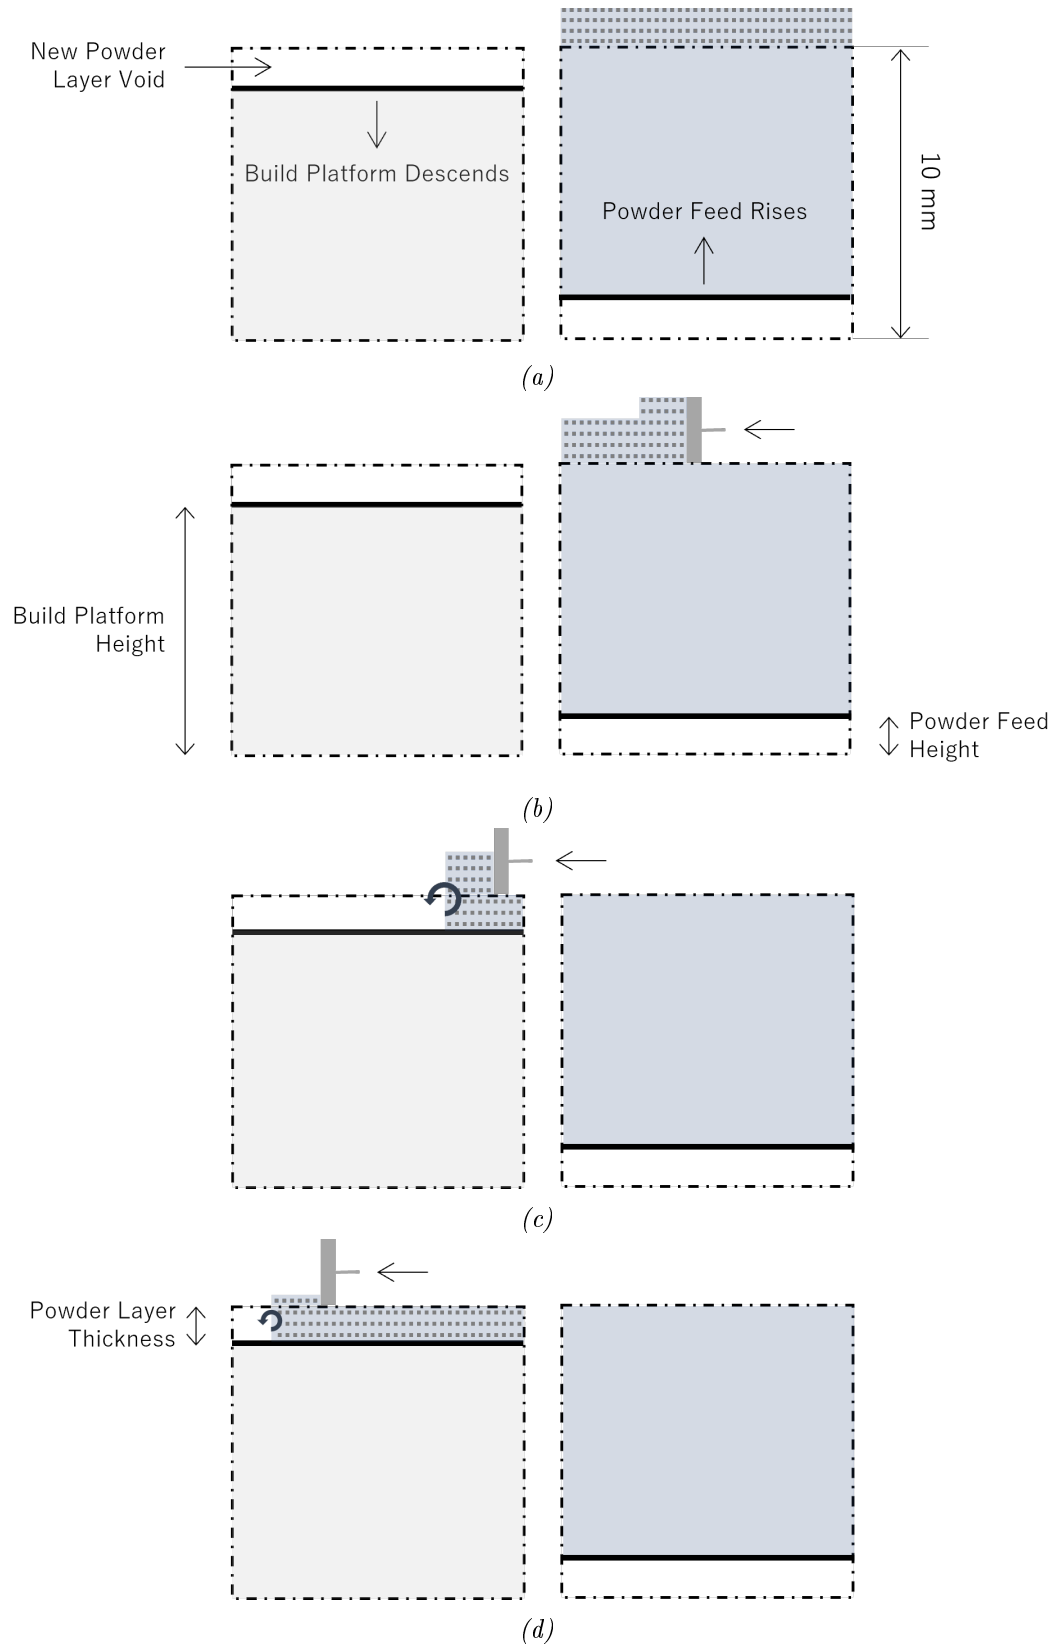 New Powder
Layer Void
Build Platform Descends
Powder Feed Rises
10 mm
(a)
Build Platform
Height
Powder Feed
Height
(b)
(c)
Powder Layer
Thickness
(d)